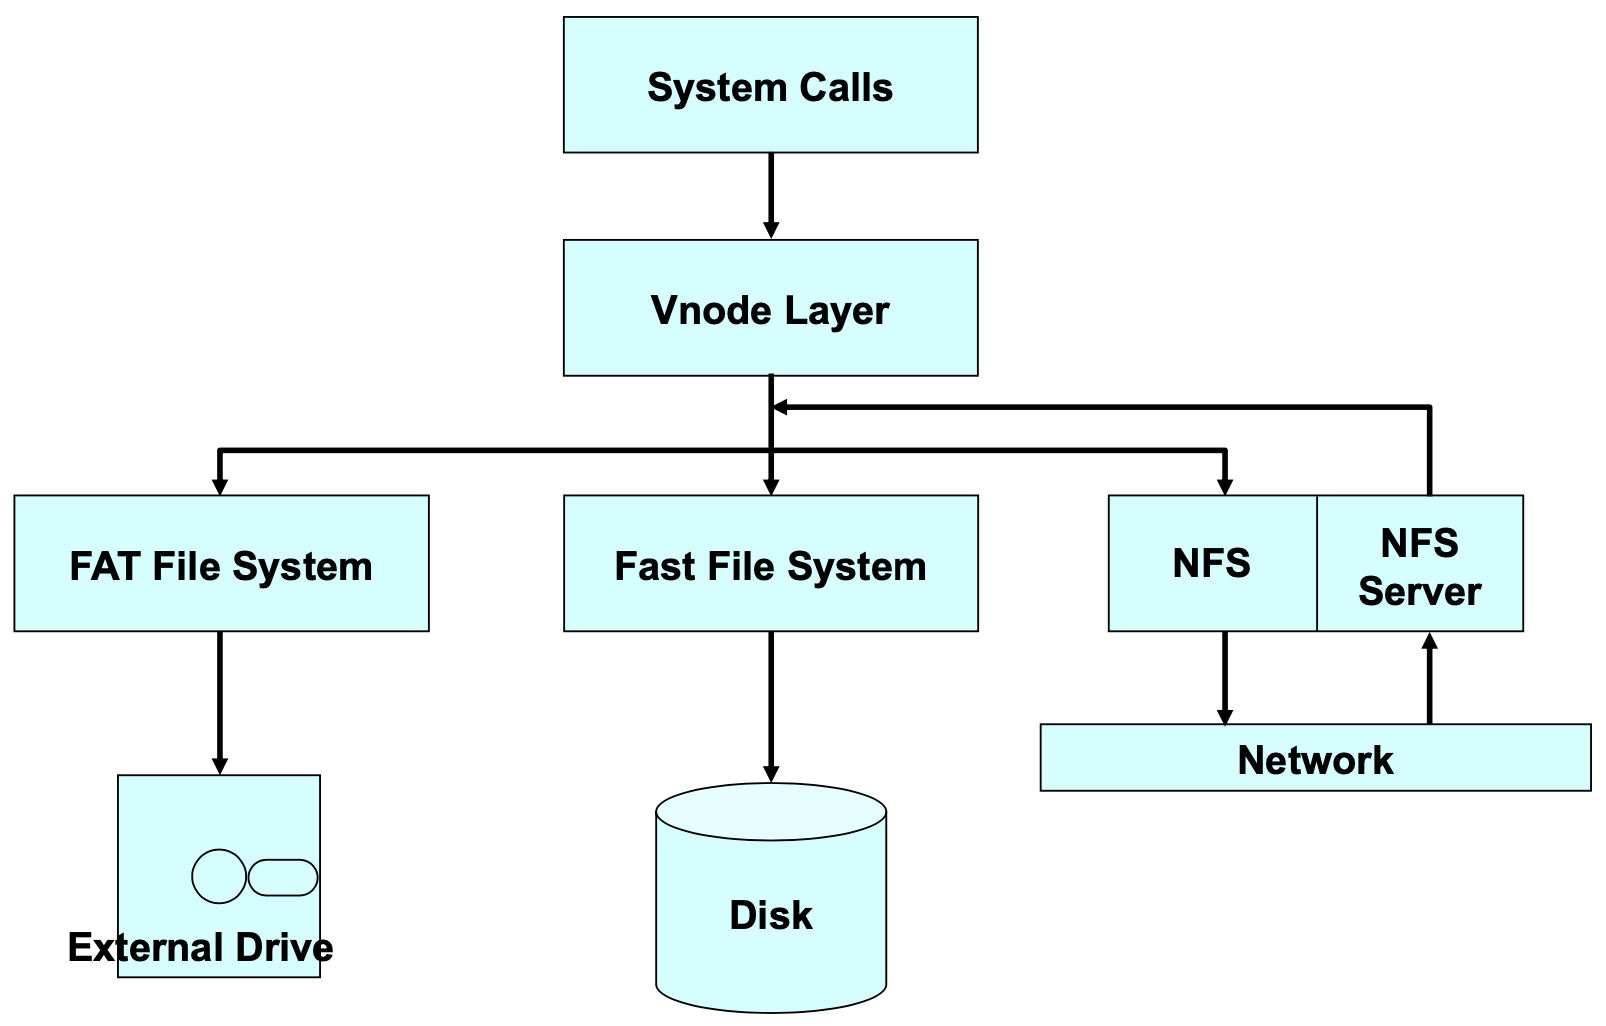 System Calls
Vnode Layer
FAT File System
Fast File System
NFS
NFS
Server
Network
Disk
External Drive